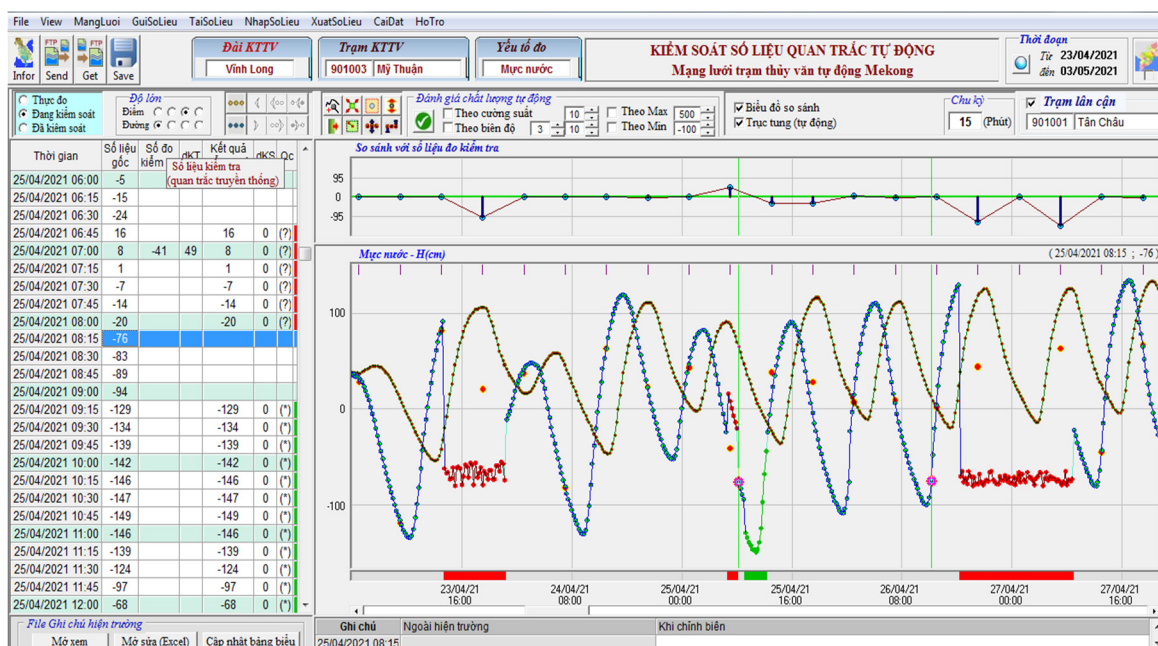 File View MangLuoi GuiSoLieu TaiSoLieu NhapSoLieu XuatSoLieu CaiDat HoTro
Infor Send Get Save
FTP FTP
Đài KTTV
Vĩnh Long
Trạm KTTV
901003 Mỹ Thuận
Yếu tố đo
Mực nước
KIỂM SOÁT SỐ LIỆU QUAN TRẮC TỰ ĐỘNG
Mạng lưới trạm thủy văn tự động Mekong
Thời đoạn
Từ 23/04/2021
đến 03/05/2021
Thực đo
Đang kiểm soát
Đã kiểm soát
Độ lớn
Điểm
Đường
Đánh giá chất lượng tự động
Theo cường suất 10
Theo biên độ 3 10
Theo Max 500
Theo Min -100
Biểu đồ so sánh
Trục tung (tự động)
Chu kỳ
15 (Phút)
Trạm lân cận
901001 Tân Châu
Thời gian Số liệu gốc Số đo kiểm dKT Kết quả dKS Qc
Số liệu kiểm tra
(quan trắc truyền thống)
25/04/2021 06:00 -5
25/04/2021 06:15 -15
25/04/2021 06:30 -24
25/04/2021 06:45 16 16 0 (?)
25/04/2021 07:00 8 -41 49 8 0 (?)
25/04/2021 07:15 1 1 0 (?)
25/04/2021 07:30 -7 -7 0 (?)
25/04/2021 07:45 -14 -14 0 (?)
25/04/2021 08:00 -20 -20 0 (?)
25/04/2021 08:15 -76
25/04/2021 08:30 -83
25/04/2021 08:45 -89
25/04/2021 09:00 -94
25/04/2021 09:15 -129 -129 0 (*)
25/04/2021 09:30 -134 -134 0 (*)
25/04/2021 09:45 -139 -139 0 (*)
25/04/2021 10:00 -142 -142 0 (*)
25/04/2021 10:15 -146 -146 0 (*)
25/04/2021 10:30 -147 -147 0 (*)
25/04/2021 10:45 -149 -149 0 (*)
25/04/2021 11:00 -146 -146 0 (*)
25/04/2021 11:15 -139 -139 0 (*)
25/04/2021 11:30 -124 -124 0 (*)
25/04/2021 11:45 -97 -97 0 (*)
25/04/2021 12:00 -68 -68 0 (*)
File Ghi chú hiện trường
Mở xem Mở sửa (Excel) Cập nhật bảng biểu
So sánh với số liệu đo kiểm tra
95
0
-95
Mực nước - H(cm)
( 25/04/2021 08:15 ; -76 )
100
0
-100
23/04/21 24/04/21 25/04/21 25/04/21 26/04/21 27/04/21 27/04/21
16:00 08:00 00:00 16:00 08:00 00:00 16:00
Ghi chú Ngoài hiện trường Khi chỉnh biên
25/04/2021 08:15